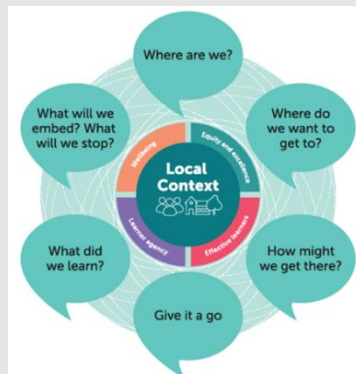 Where are we?
Where do
we want to
get to?
How might
we get there?
Give it a go
What did
we learn?
What will we
embed? What
will we stop?
Wellbeing
Equity and excellence
Local
Context
Learner agency
Effective learners